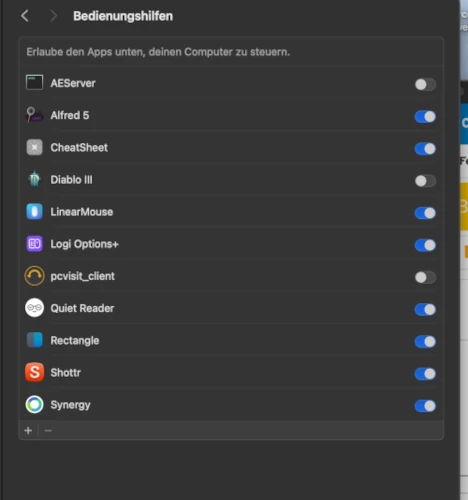 Bedienungshilfen
Erlaube den Apps unten, deinen Computer zu steuern.
AEServer
Alfred 5
CheatSheet
Diablo III
LinearMouse
Logi Options+
pcvisit_client
Quiet Reader
Rectangle
Shottr
Synergy